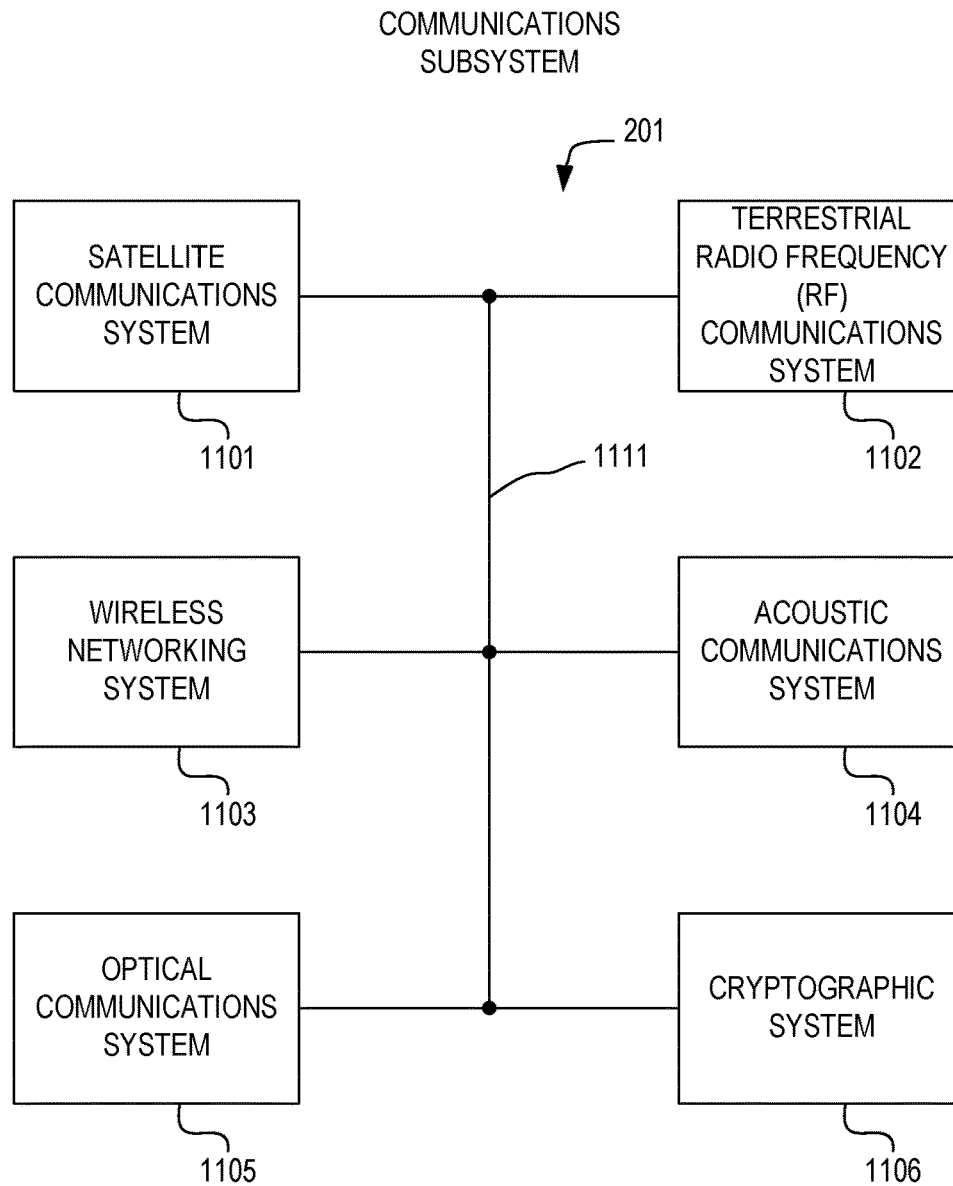 COMMUNICATIONS
SUBSYSTEM
201
SATELLITE
COMMUNICATIONS
SYSTEM
1101
TERRESTRIAL
RADIO FREQUENCY
(RF)
COMMUNICATIONS
SYSTEM
1102
1111
WIRELESS
NETWORKING
SYSTEM
1103
ACOUSTIC
COMMUNICATIONS
SYSTEM
1104
OPTICAL
COMMUNICATIONS
SYSTEM
1105
CRYPTOGRAPHIC
SYSTEM
1106